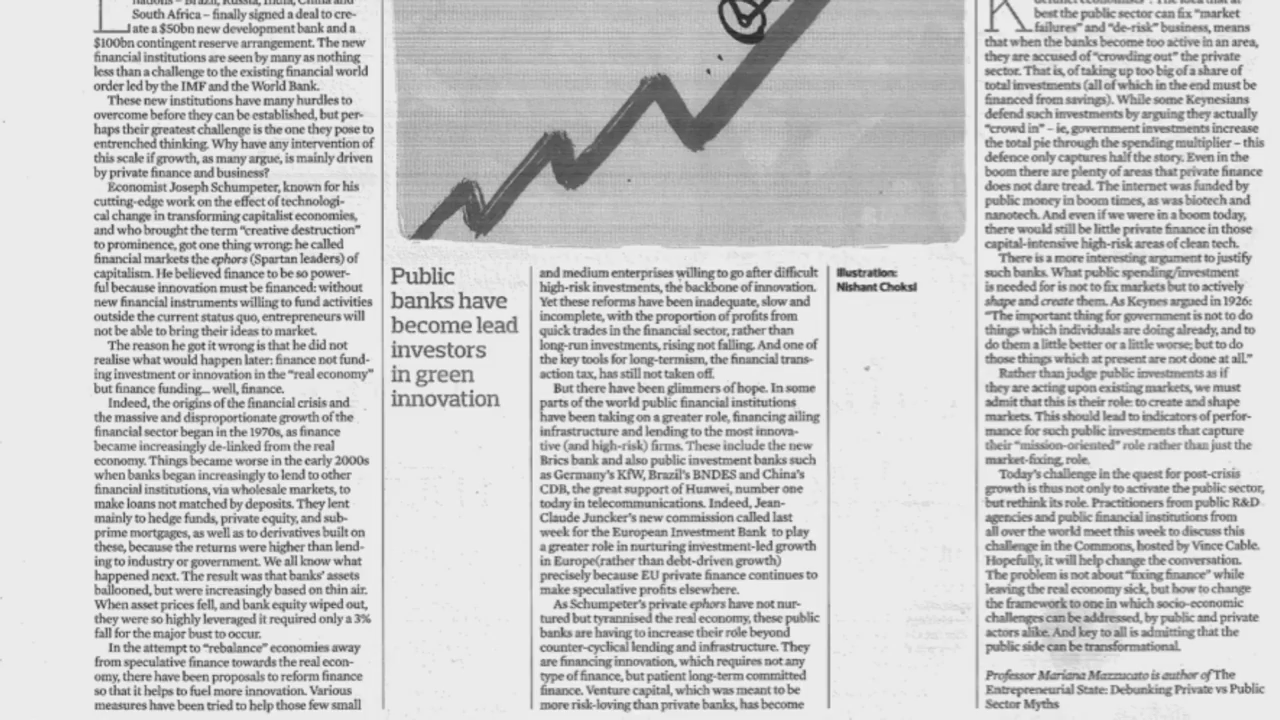 nations – Brazil, Russia, India, China and
South Africa – finally signed a deal to cre-
ate a $50bn new development bank and a
$100bn contingent reserve arrangement. The new
financial institutions are seen by many as nothing
less than a challenge to the existing financial world
order led by the IMF and the World Bank.
These new institutions have many hurdles to
overcome before they can be established, but per-
haps their greatest challenge is the one they pose to
entrenched thinking. Why have any intervention of
this scale if growth, as many argue, is mainly driven
by private finance and business?
Economist Joseph Schumpeter, known for his
cutting-edge work on the effect of technologi-
cal change in transforming capitalist economies,
and who brought the term "creative destruction"
to prominence, got one thing wrong: he called
financial markets the ephors (Spartan leaders) of
capitalism. He believed finance to be so power-
ful because innovation must be financed: without
new financial instruments willing to fund activities
outside the current status quo, entrepreneurs will
not be able to bring their ideas to market.
The reason he got it wrong is that he did not
realise what would happen later: finance not fund-
ing investment or innovation in the "real economy"
but finance funding... well, finance.
Indeed, the origins of the financial crisis and
the massive and disproportionate growth of the
financial sector began in the 1970s, as finance
became increasingly de-linked from the real
economy. Things became worse in the early 2000s
when banks began increasingly to lend to other
financial institutions, via wholesale markets, to
make loans not matched by deposits. They lent
mainly to hedge funds, private equity, and sub-
prime mortgages, as well as to derivatives built on
these, because the returns were higher than lend-
ing to industry or government. We all know what
happened next. The result was that banks' assets
ballooned, but were increasingly based on thin air.
When asset prices fell, and bank equity wiped out,
they were so highly leveraged it required only a 3%
fall for the major bust to occur.
In the attempt to "rebalance" economies away
from speculative finance towards the real econ-
omy, there have been proposals to reform finance
so that it helps to fuel more innovation. Various
measures have been tried to help those few small
Public
banks have
become lead
investors
in green
innovation
and medium enterprises willing to go after difficult
high-risk investments, the backbone of innovation.
Yet these reforms have been inadequate, slow and
incomplete, with the proportion of profits from
quick trades in the financial sector, rather than
long-run investments, rising not falling. And one of
the key tools for long-termism, the financial trans-
action tax, has still not taken off.
But there have been glimmers of hope. In some
parts of the world public financial institutions
have been taking on a greater role, financing ailing
infrastructure and lending to the most innova-
tive (and high-risk) firms. These include the new
Brics bank and also public investment banks such
as Germany's KfW, Brazil's BNDES and China's
CDB, the great support of Huawei, number one
today in telecommunications. Indeed, Jean-
Claude Juncker's new commission called last
week for the European Investment Bank to play
a greater role in nurturing investment-led growth
in Europe(rather than debt-driven growth)
precisely because EU private finance continues to
make speculative profits elsewhere.
As Schumpeter's private ephors have not nur-
tured but tyrannised the real economy, these public
banks are having to increase their role beyond
counter-cyclical lending and infrastructure. They
are financing innovation, which requires not any
type of finance, but patient long-term committed
finance. Venture capital, which was meant to be
more risk-loving than private banks, has become
Illustration:
Nishant Choksi
K
best the public sector can fix "market
failures" and "de-risk" business, means
that when the banks become too active in an area,
they are accused of "crowding out" the private
sector. That is, of taking up too big of a share of
total investments (all of which in the end must be
financed from savings). While some Keynesians
defend such investments by arguing they actually
"crowd in" – ie, government investments increase
the total pie through the spending multiplier – this
defence only captures half the story. Even in the
boom there are plenty of areas that private finance
does not dare tread. The internet was funded by
public money in boom times, as was biotech and
nanotech. And even if we were in a boom today,
there would still be little private finance in those
capital-intensive high-risk areas of clean tech.
There is a more interesting argument to justify
such banks. What public spending/investment
is needed for is not to fix markets but to actively
shape and create them. As Keynes argued in 1926:
"The important thing for government is not to do
things which individuals are doing already, and to
do them a little better or a little worse; but to do
those things which at present are not done at all."
Rather than judge public investments as if
they are acting upon existing markets, we must
admit that this is their role: to create and shape
markets. This should lead to indicators of perfor-
mance for such public investments that capture
their "mission-oriented" role rather than just the
market-fixing, role.
Today's challenge in the quest for post-crisis
growth is thus not only to activate the public sector,
but rethink its role. Practitioners from public R&D
agencies and public financial institutions from
all over the world meet this week to discuss this
challenge in the Commons, hosted by Vince Cable.
Hopefully, it will help change the conversation.
The problem is not about "fixing finance" while
leaving the real economy sick, but how to change
the framework to one in which socio-economic
challenges can be addressed, by public and private
actors alike. And key to all is admitting that the
public side can be transformational.
Professor Mariana Mazzucato is author of The
Entrepreneurial State: Debunking Private vs Public
Sector Myths